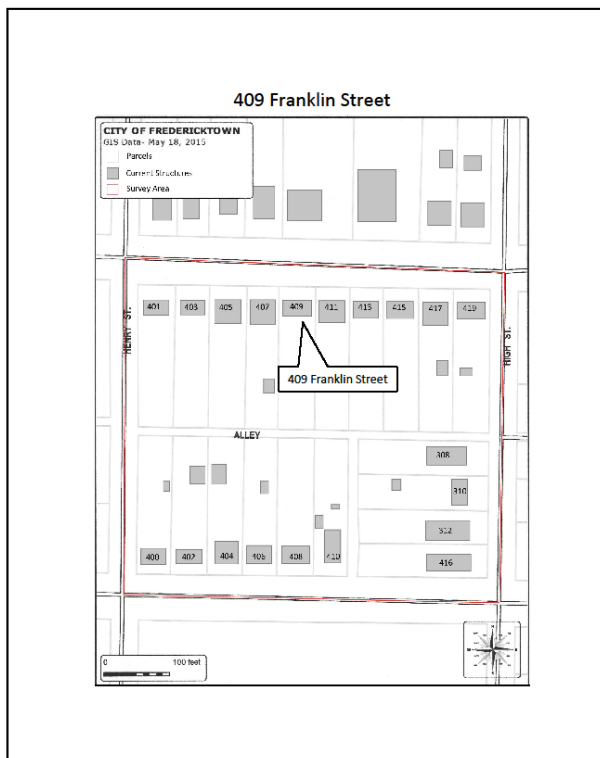 409 Franklin Street
CITY OF FREDERICKTOWN
GIS Data- May 18, 2015
Parcels
Current Structures
Survey Area
HENRY ST.
HIGH ST.
401 403 405 407 409 411 413 415 417 419
409 Franklin Street
ALLEY
308
310
312
416
400 402 404 406 408 410
0 100 feet